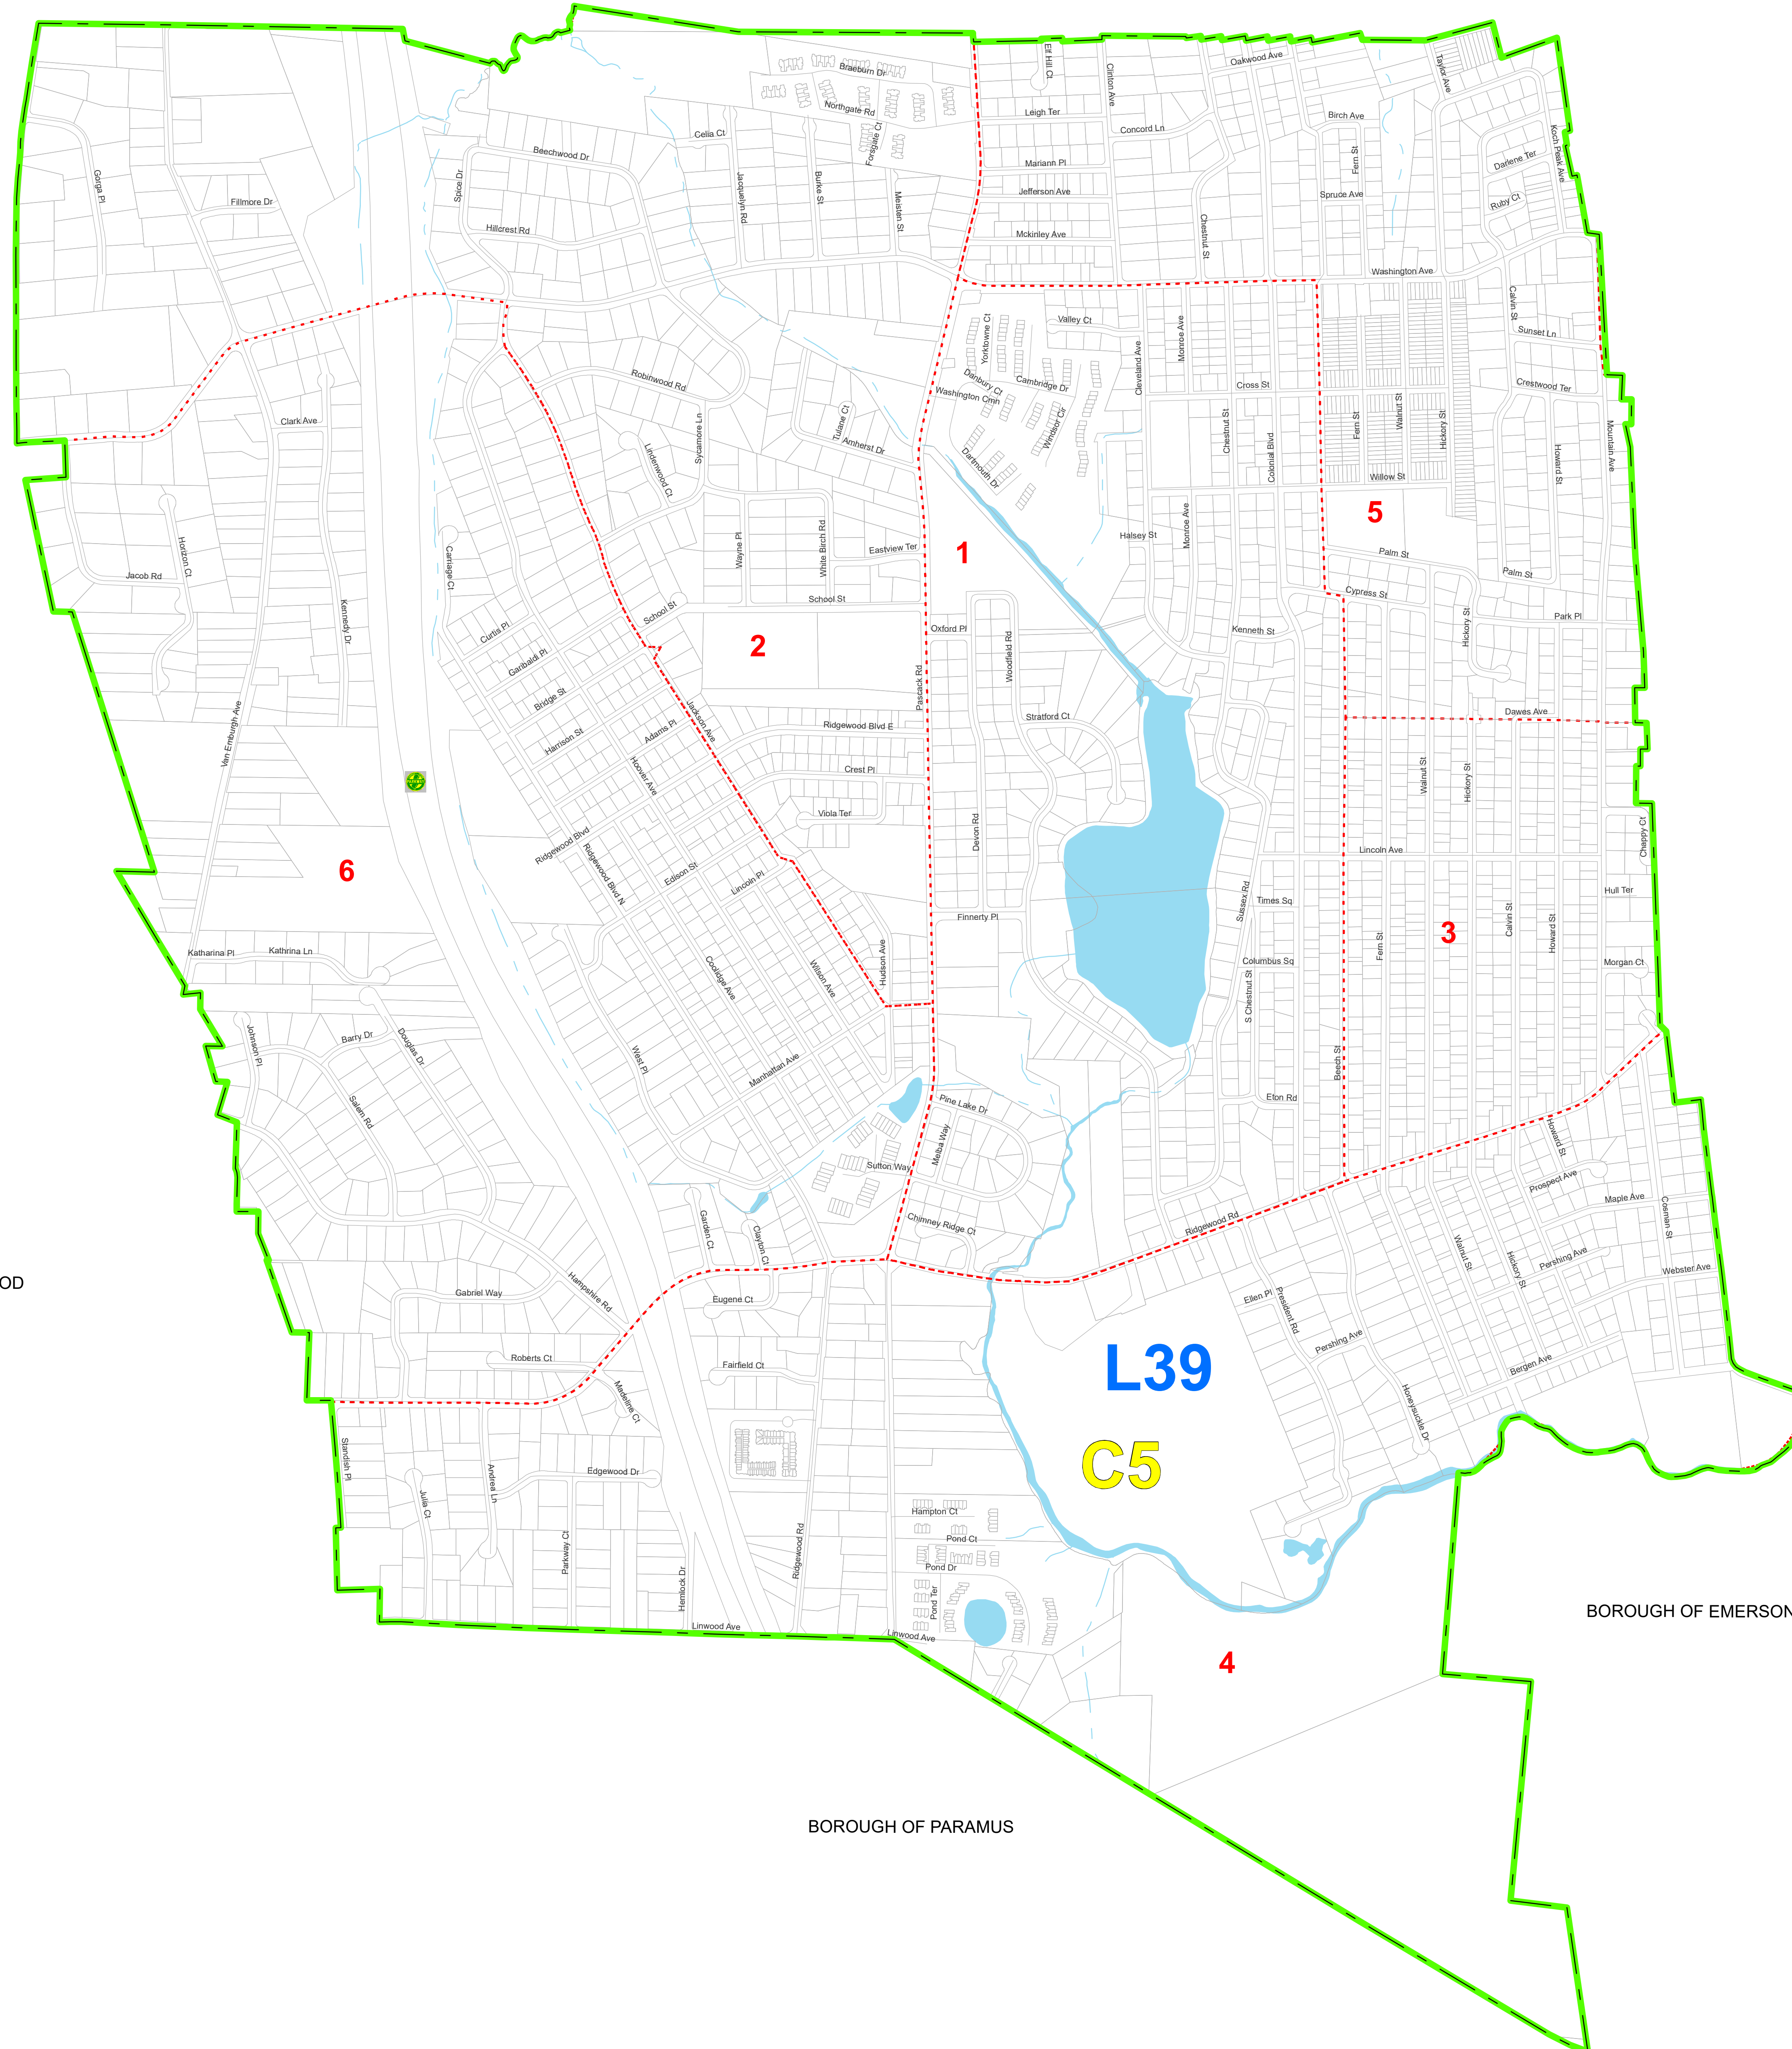 Braeburn Dr
Northgate Rd
Forsgate Ct
Elf Hill Ct
Clinton Ave
Oakwood Ave
Taylor Ave
Leigh Ter
Concord Ln
Birch Ave
Koch Peak Ave
Celia Ct
Beechwood Dr
Spice Dr
Gorga Pl
Fillmore Dr
Hillcrest Rd
Jacquelyn Rd
Burke St
Meisten St
Mariann Pl
Jefferson Ave
Mckinley Ave
Chestnut St
Fern St
Spruce Ave
Darlene Ter
Ruby Ct
Washington Ave
Calvin St
Sunset Ln
Crestwood Ter
Mountain Ave
Valley Ct
Yorktowne Ct
Danbury Ct
Cambridge Dr
Washington Cmn
Windsor Cir
Dartmouth Dr
Cleveland Ave
Monroe Ave
Cross St
Chestnut St
Colonial Blvd
Fern St
Walnut St
Hickory St
Howard St
Willow St
Robinwood Rd
Sycamore Ln
Tulane Ct
Amherst Dr
Lindenwood Ct
Clark Ave
Horizon Ct
Jacob Rd
Kennedy Dr
Carriage Ct
Wayne Pl
White Birch Rd
Eastview Ter
School St
School St
1
5
Halsey St
Monroe Ave
Palm St
Palm St
Cypress St
Hickory St
Park Pl
Kenneth St
Curtis Pl
Garibaldi Pl
Bridge St
Harrison St
Adams Pl
Jackson Ave
Hoover Ave
2
Pascack Rd
Oxford Pl
Woodfield Rd
Stratford Ct
Dawes Ave
Ridgewood Blvd E
Crest Pl
Viola Ter
Devon Rd
Van Emburgh Ave
Ridgewood Blvd
Ridgewood Blvd N
Edison St
Lincoln Pl
6
Walnut St
Hickory St
Lincoln Ave
Chappy Ct
Hull Ter
Sussex Rd
Times Sq
Finnerty Pl
3
Fern St
Calvin St
Howard St
Morgan Ct
Columbus Sq
S Chestnut St
Katharina Pl
Kathrina Ln
Hudson Ave
Coolidge Ave
Wilson Ave
West Pl
Manhattan Ave
Johnson Pl
Barry Dr
Douglas Dr
Salem Rd
Beech St
Eton Rd
Pine Lake Dr
Melba Way
Sutton Way
Chimney Ridge Ct
Howard St
Prospect Ave
Maple Ave
Cosman St
Ridgewood Rd
Walnut St
Hickory St
Pershing Ave
Webster Ave
Garden Ct
Clayton Ct
Hampshire Rd
Gabriel Way
Eugene Ct
OD
Ellen Pl
President Rd
Pershing Ave
Bergen Ave
Honeysuckle Dr
Roberts Ct
Madeline Ct
Fairfield Ct
L39
C5
Standish Pl
Julia Ct
Andrea Ln
Edgewood Dr
Parkway Ct
Hemlock Dr
Ridgewood Rd
Hampton Ct
Pond Ct
Pond Dr
Pond Ter
Linwood Ave
Linwood Ave
4
BOROUGH OF EMERSON
BOROUGH OF PARAMUS